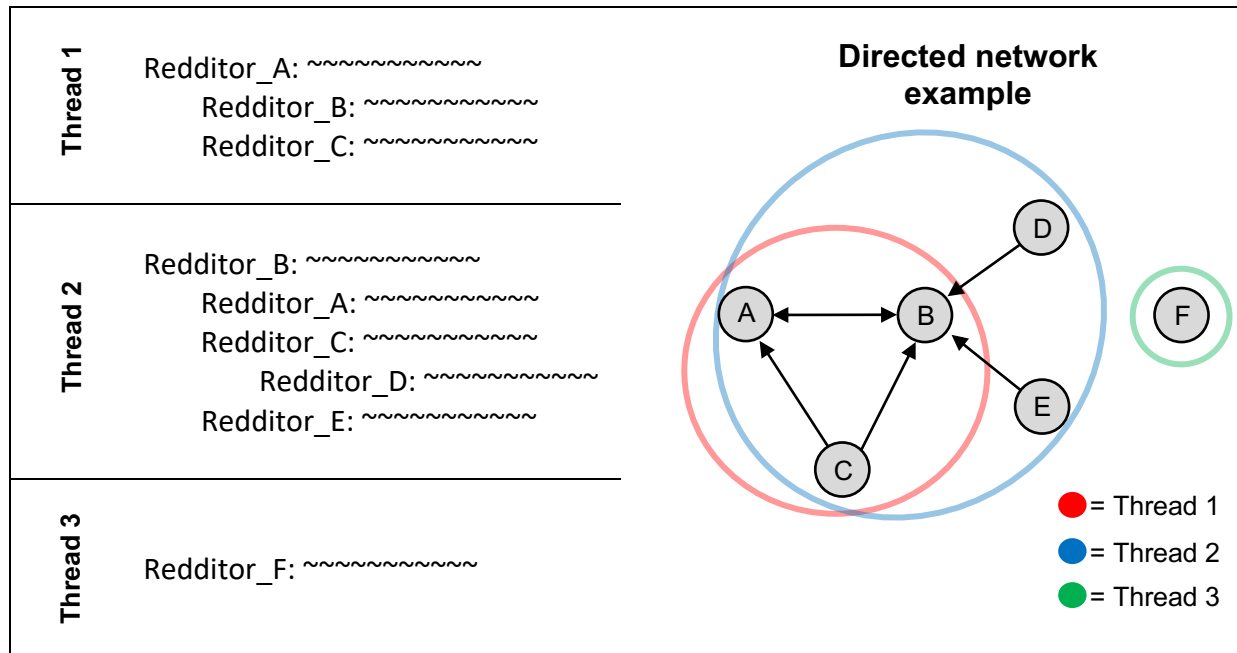 Thread 1
Redditor_A: ~~~~~~~~~~~
Redditor_B: ~~~~~~~~~~~
Redditor_C: ~~~~~~~~~~~
Thread 2
Redditor_B: ~~~~~~~~~~~
Redditor_A: ~~~~~~~~~~~
Redditor_C: ~~~~~~~~~~~
Redditor_D: ~~~~~~~~~~~
Redditor_E: ~~~~~~~~~~~
Thread 3
Redditor_F: ~~~~~~~~~~~
Directed network
example
D
A
B
F
E
C
= Thread 1
= Thread 2
= Thread 3